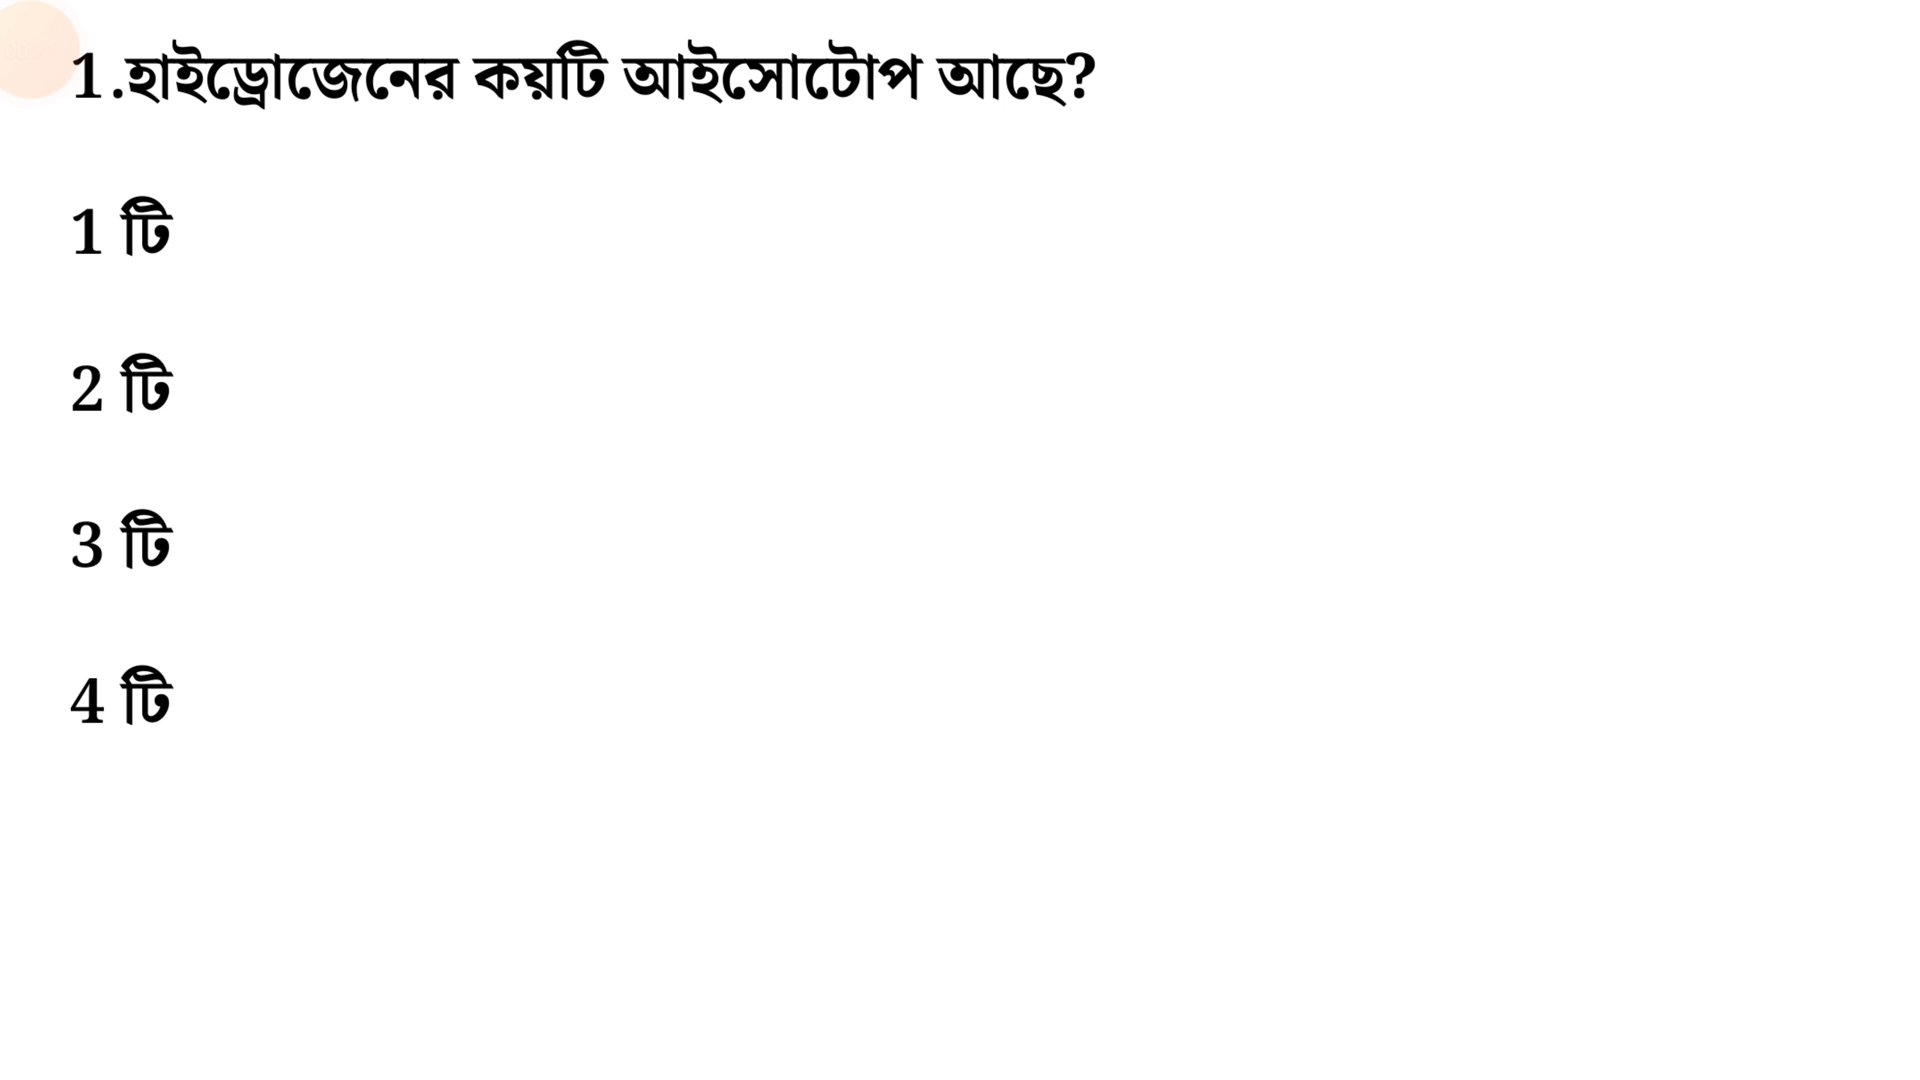 1.হাইড্রোজেনের কয়টি আইসোটোপ আছে?
1 টি
2 টি
3 টি
4 টি